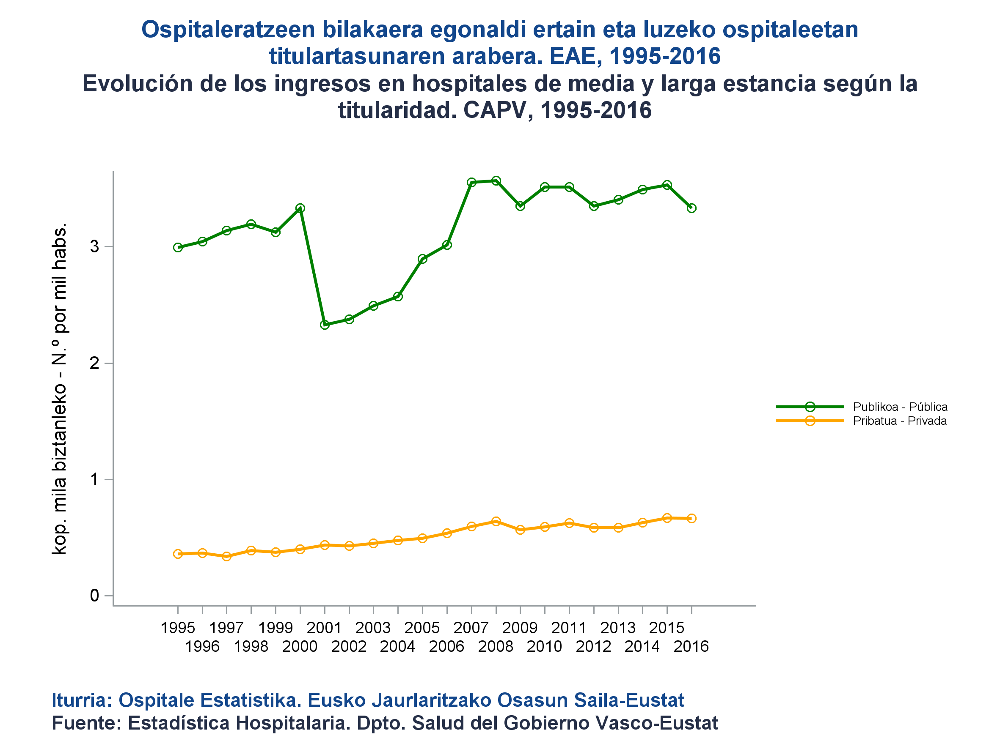 Ospitaleratzeen bilakaera egonaldi ertain eta luzeko ospitaleetan
titulartasunaren arabera. EAE, 1995-2016
Evolución de los ingresos en hospitales de media y larga estancia según la
titularidad. CAPV, 1995-2016
kop. mila biztanleko - N.º por mil habs.
3
2
1
0
Publikoa - Pública
Pribatua - Privada
1995 1997 1999 2001 2003 2005 2007 2009 2011 2013 2015
1996 1998 2000 2002 2004 2006 2008 2010 2012 2014 2016
Iturria: Ospitale Estatistika. Eusko Jaurlaritzako Osasun Saila-Eustat
Fuente: Estadística Hospitalaria. Dpto. Salud del Gobierno Vasco-Eustat